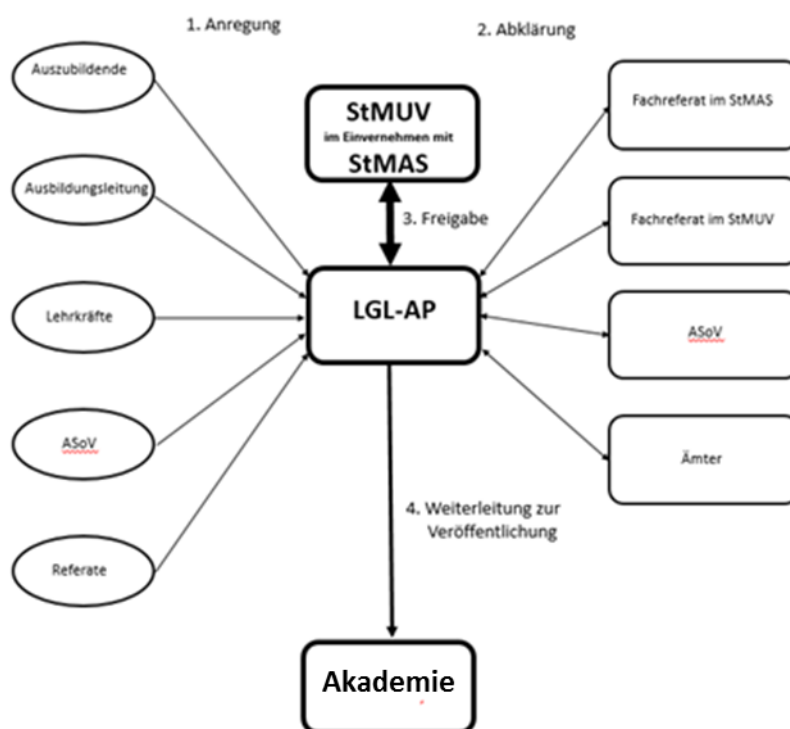 1. Anregung
2. Abklärung
Auszubildende
Ausbildungsleitung
Lehrkräfte
ASoV
Referate
StMUV
im Einvernehmen mit
StMAS
3. Freigabe
LGL-AP
4. Weiterleitung zur
Veröffentlichung
Akademie
Fachreferat im StMAS
Fachreferat im StMUV
ASoV
Ämter